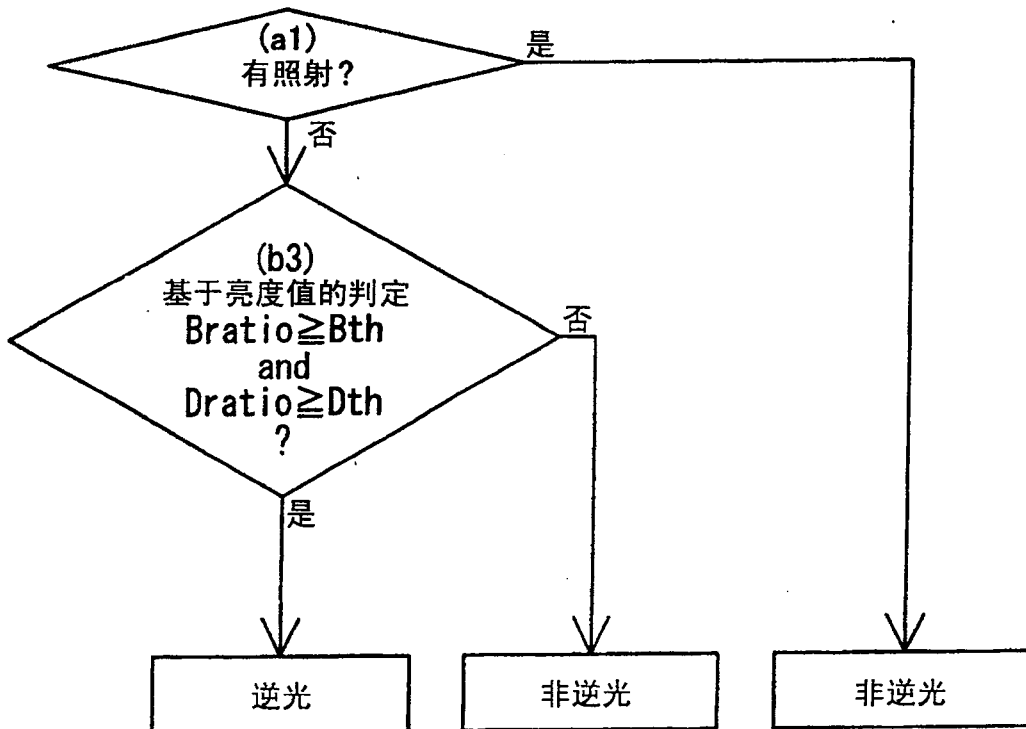 (a1)
有照射?
是
否
(b3)
基于亮度值的判定
Bratio≧Bth
and
Dratio≧Dth
?
否
是
逆光
非逆光
非逆光